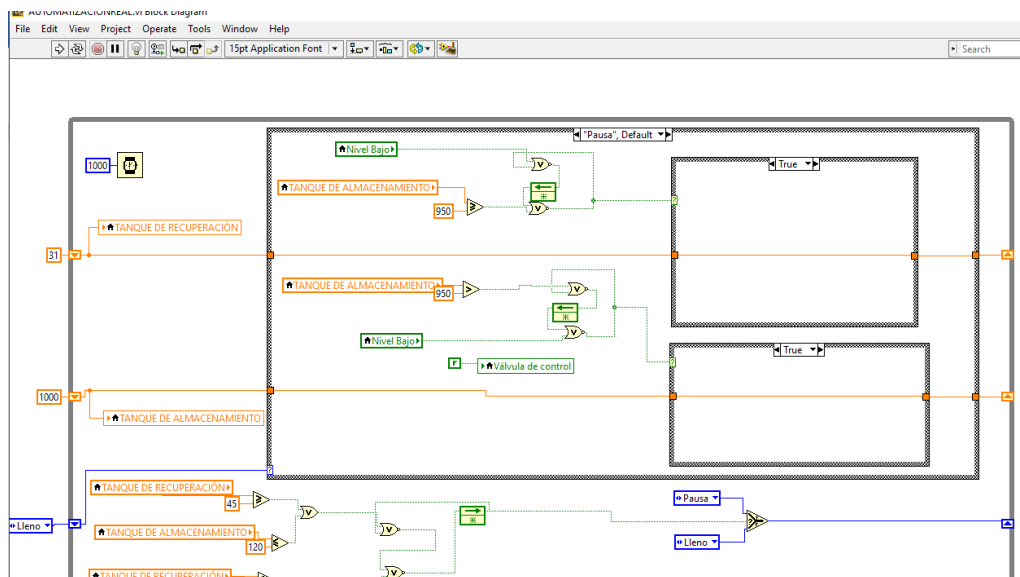 AUTOMATIZACIONREAL.vi Block Diagram
File Edit View Project Operate Tools Window Help
15pt Application Font
Search
"Pausa", Default
Nivel Bajo
True
1000
TANQUE DE ALMACENAMIENTO
950
TANQUE DE RECUPERACIÓN
31
TANQUE DE ALMACENAMIENTO
950
Nivel Bajo
True
F
Válvula de control
1000
TANQUE DE ALMACENAMIENTO
TANQUE DE RECUPERACIÓN
45
Pausa
Lleno
TANQUE DE ALMACENAMIENTO
120
Lleno
TANQUE DE RECUPERACIÓN